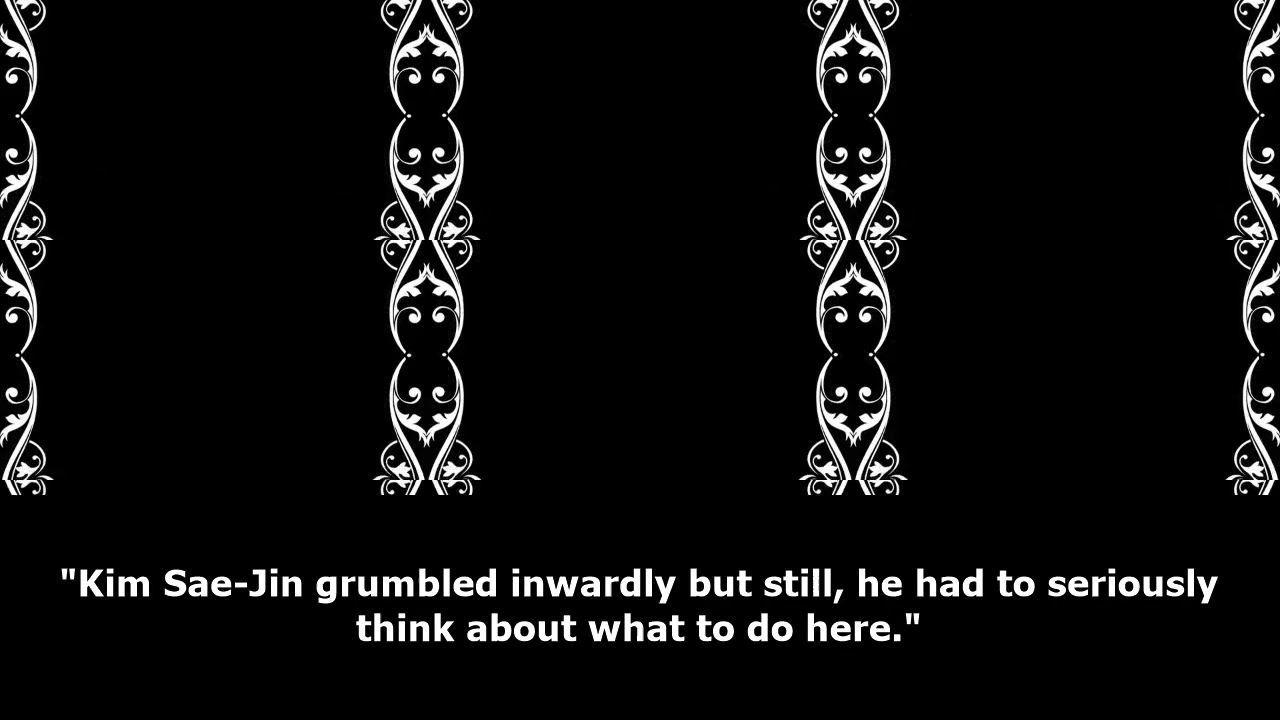 "Kim Sae-Jin grumbled inwardly but still, he had to seriously
think about what to do here."